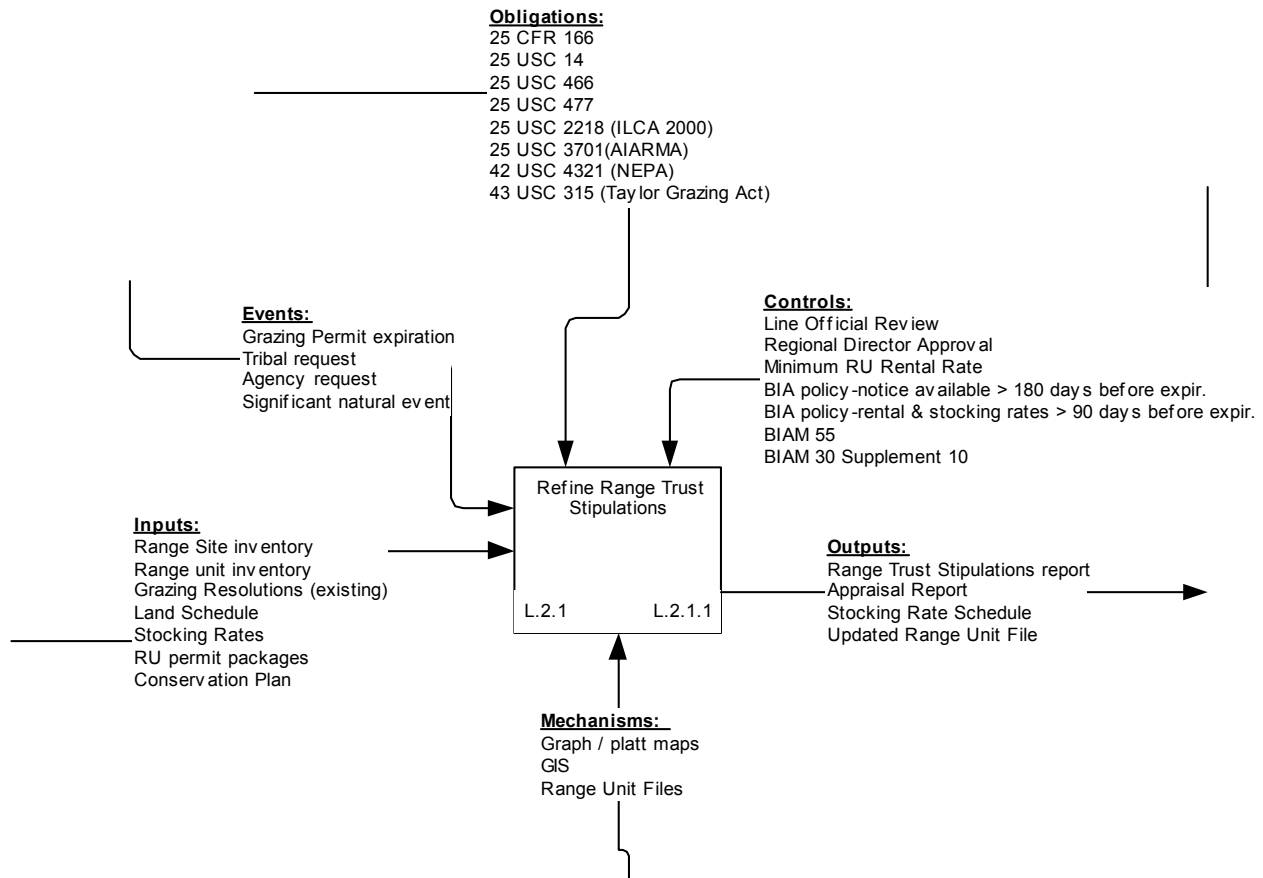 Obligations:
25 CFR 166
25 USC 14
25 USC 466
25 USC 477
25 USC 2218 (ILCA 2000)
25 USC 3701(AIARMA)
42 USC 4321 (NEPA)
43 USC 315 (Taylor Grazing Act)
Events:
Grazing Permit expiration
Tribal request
Agency request
Significant natural event
Controls:
Line Official Review
Regional Director Approval
Minimum RU Rental Rate
BIA policy-notice available > 180 days before expir.
BIA policy-rental & stocking rates > 90 days before expir.
BIAM 55
BIAM 30 Supplement 10
Refine Range Trust
Stipulations
L.2.1 L.2.1.1
Inputs:
Range Site inventory
Range unit inventory
Grazing Resolutions (existing)
Land Schedule
Stocking Rates
RU permit packages
Conservation Plan
Outputs:
Range Trust Stipulations report
Appraisal Report
Stocking Rate Schedule
Updated Range Unit File
Mechanisms:
Graph / platt maps
GIS
Range Unit Files